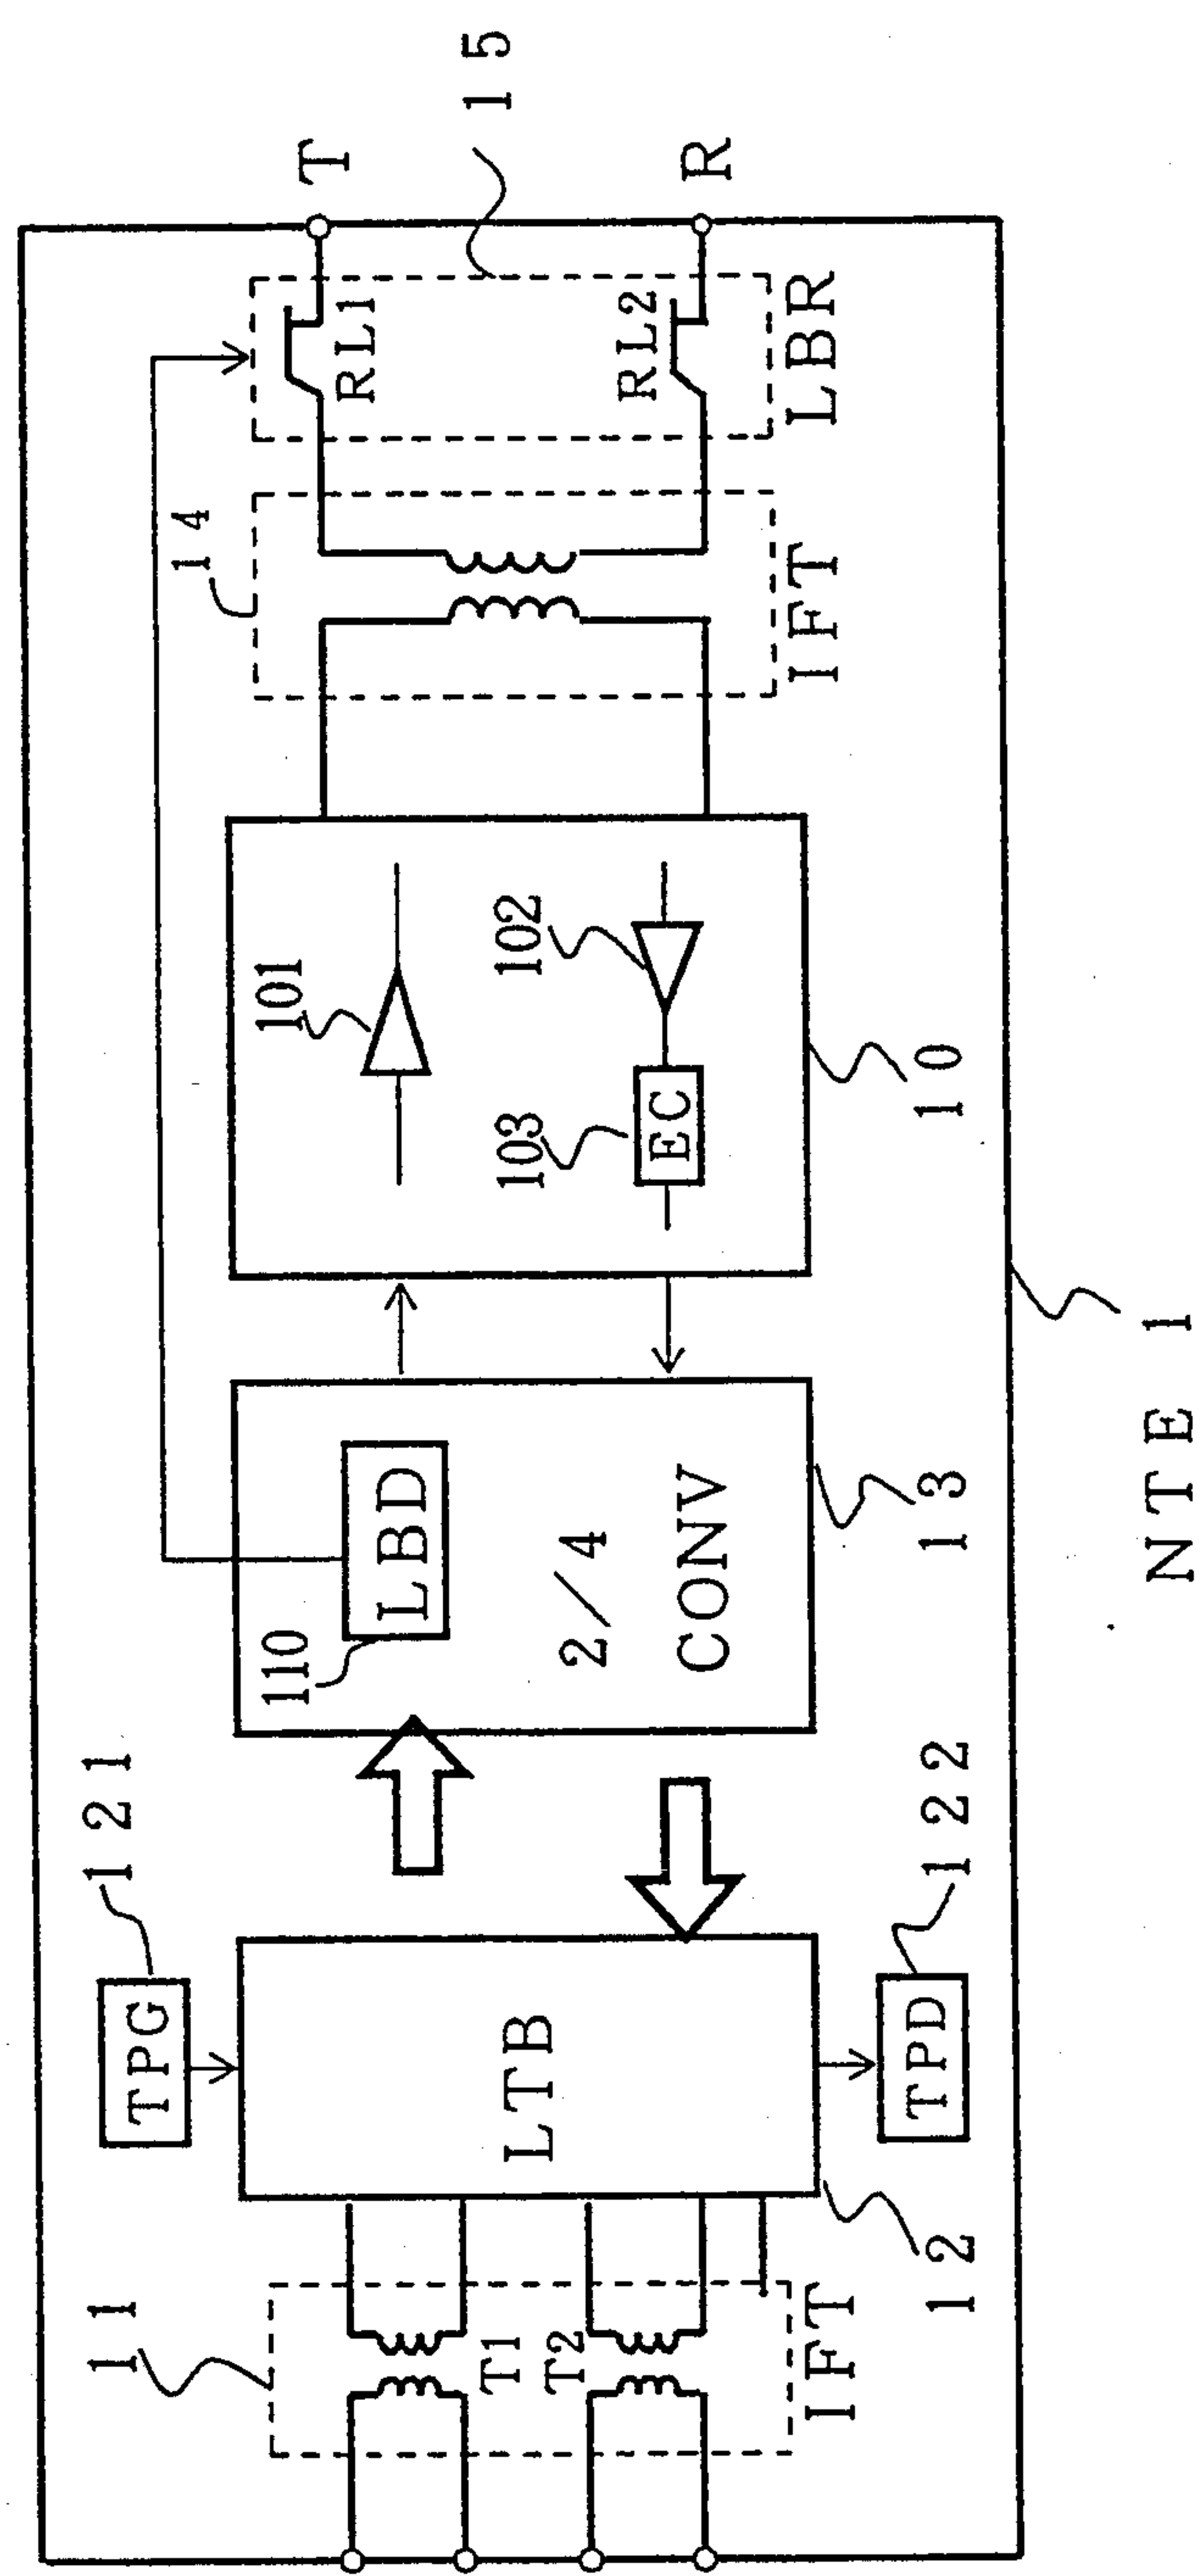 11
IFT
T1
T2
TPG
121
LTB
12
TPD
122
110
LBD
2/4
CONV
13
101
102
103
EC
10
14
IFT
15
RL1
RL2
LBR
T
R
NTE 1